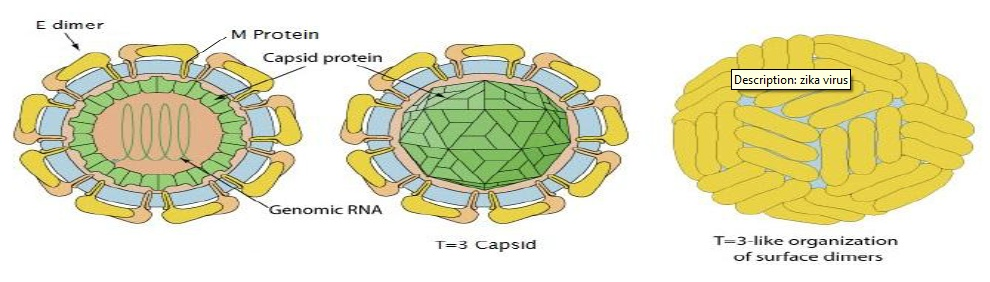 E dimer
M Protein
Capsid protein
Description: zika virus
Genomic RNA
T=3 Capsid
T=3-like organization
of surface dimers